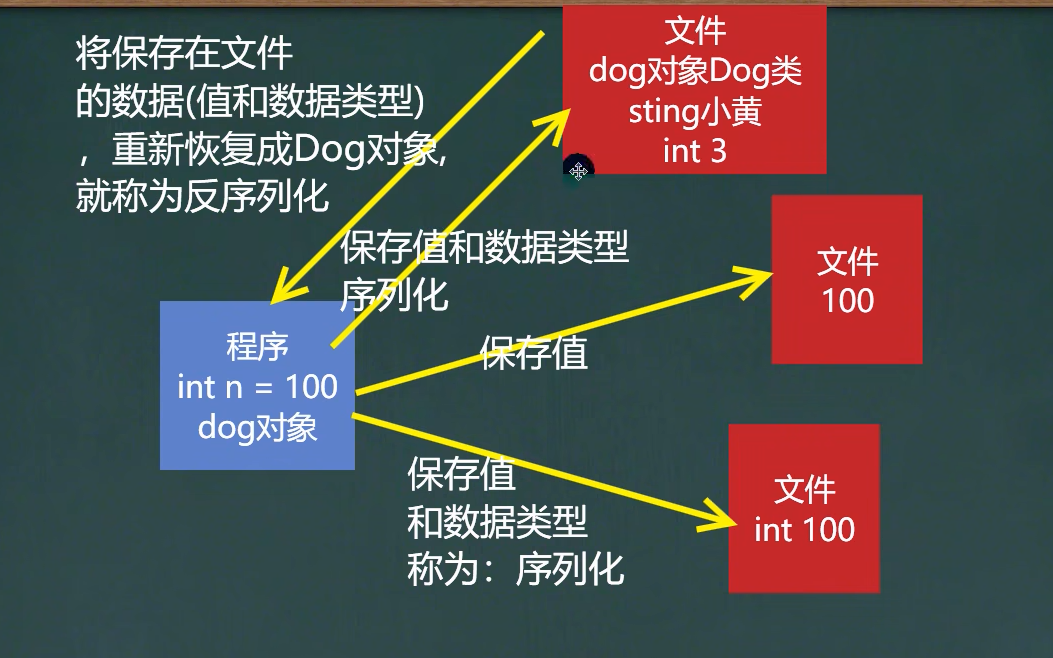 将保存在文件
的数据(值和数据类型)
，重新恢复成Dog对象,
就称为反序列化
文件
dog对象Dog类
sting小黄
int 3
保存值和数据类型
序列化
文件
100
程序
int n = 100
dog对象
保存值
保存值
和数据类型
称为：序列化
文件
int 100